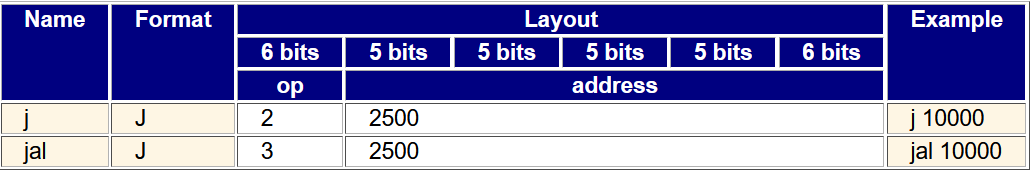 Name Format Layout Example
6 bits 5 bits 5 bits 5 bits 5 bits 6 bits
op address
j J 2 2500 j 10000
jal J 3 2500 jal 10000